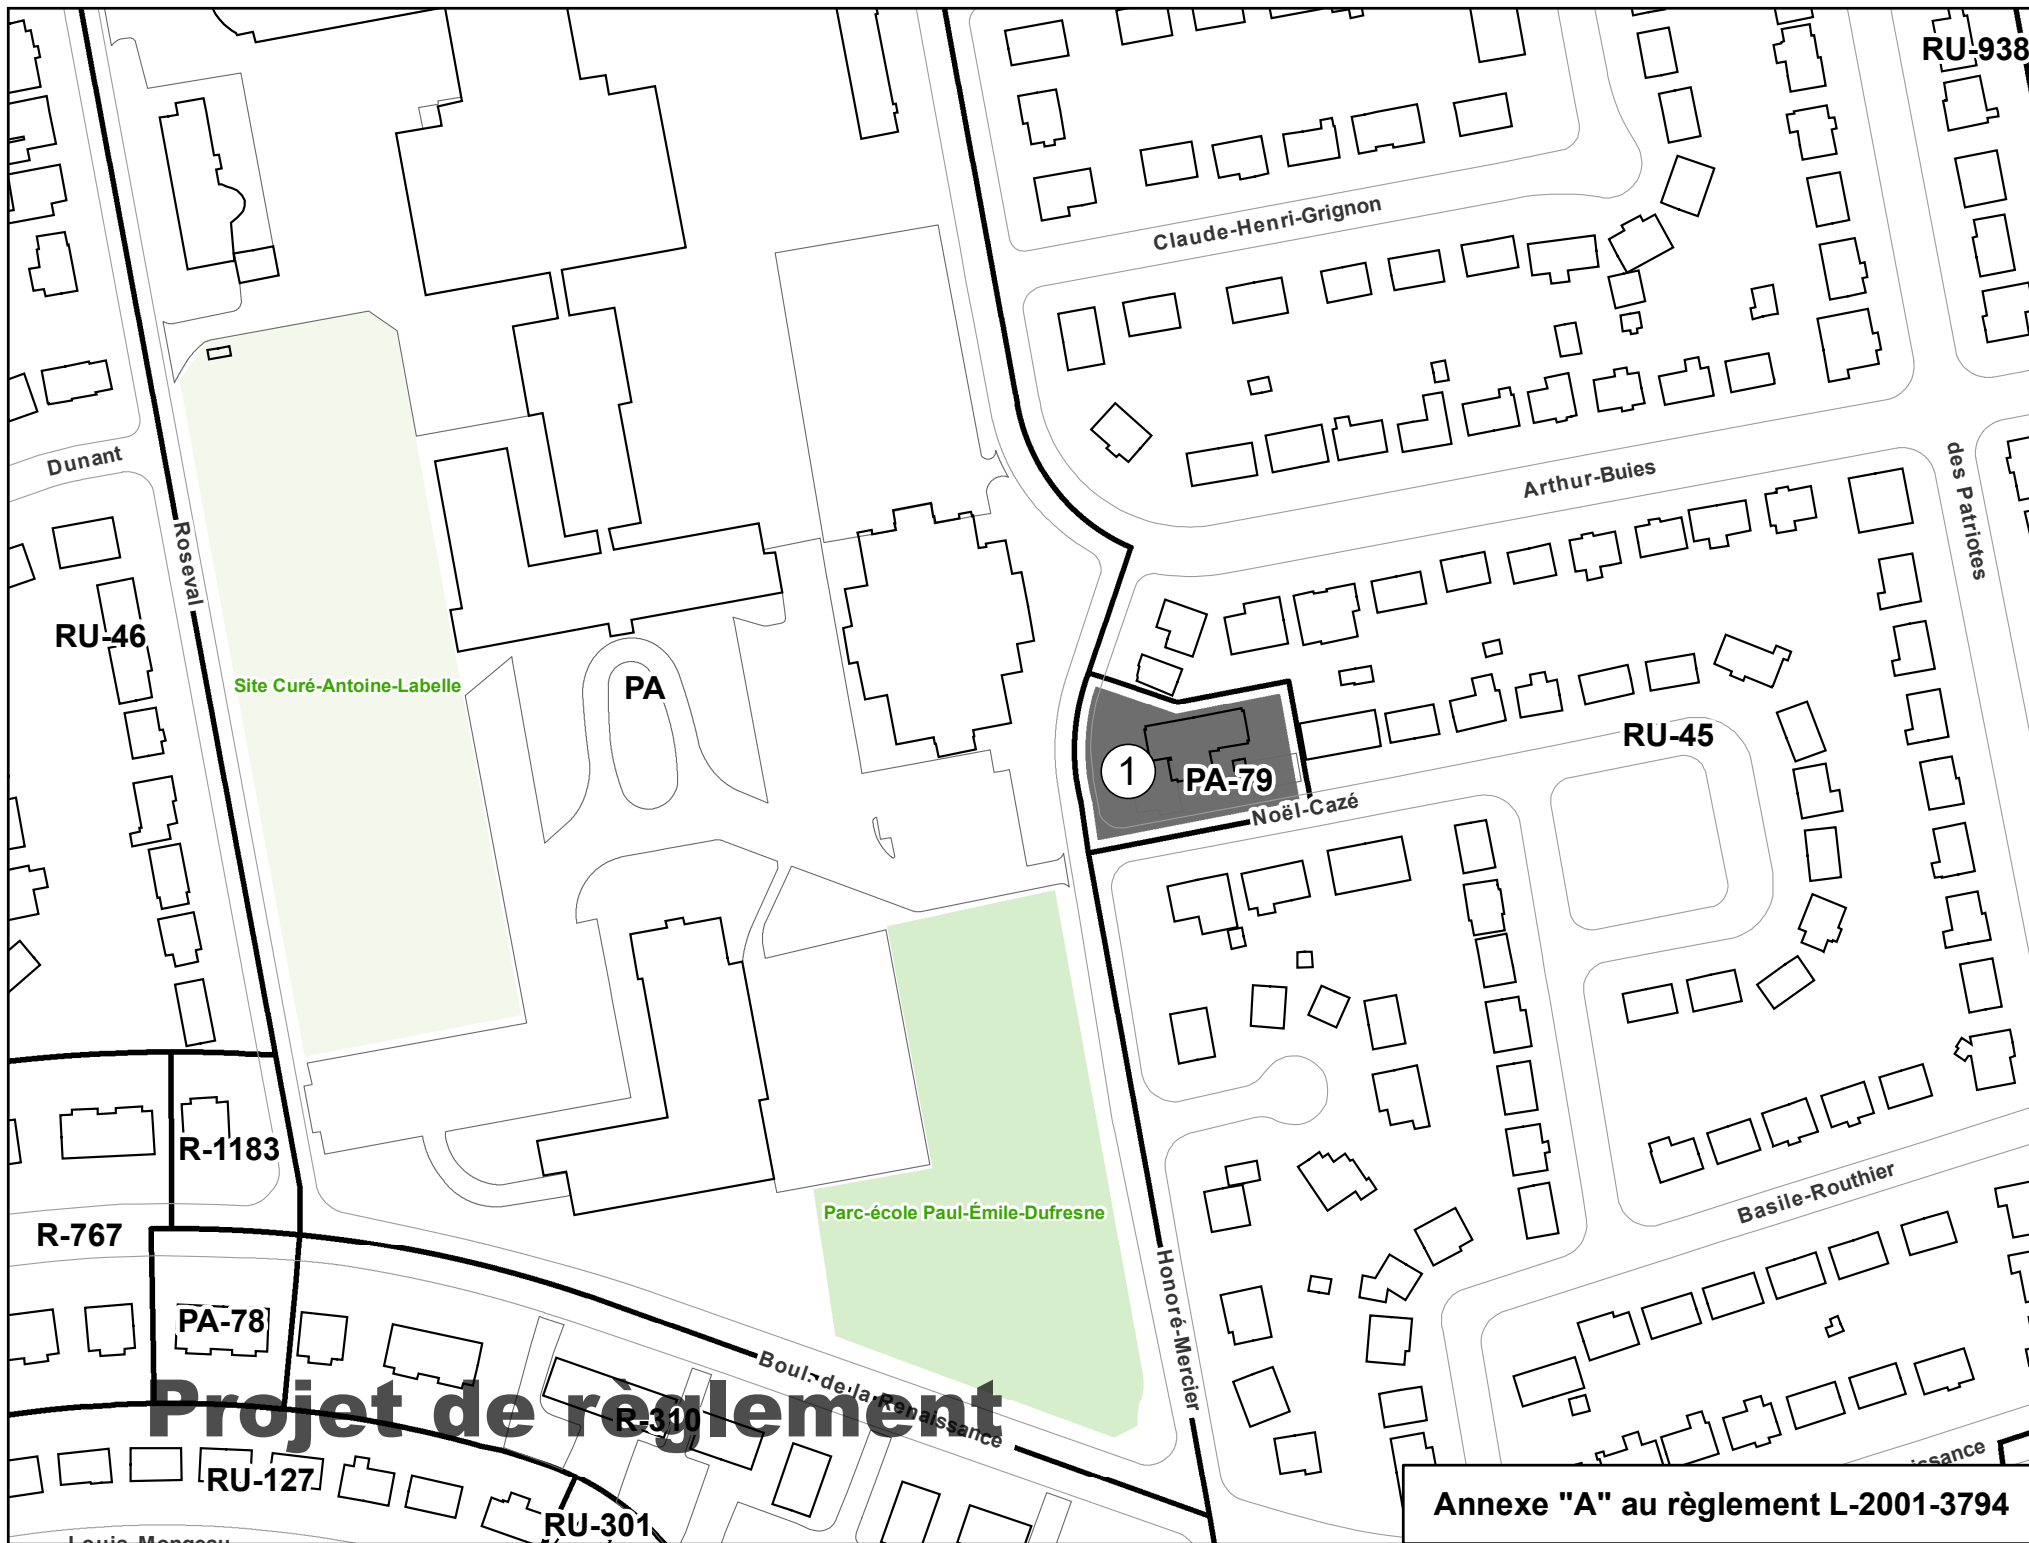 RU-938
Claude-Henri-Grignon
Dunant
Arthur-Buies
des Patriotes
Roseval
RU-46
Site Curé-Antoine-Labelle
PA
RU-45
1
PA-79
Noël-Cazé
R-1183
Basile-Routhier
Parc-école Paul-Émile-Dufresne
R-767
Honoré-Mercier
PA-78
Boul. de la Renaissance
Projet de règlement
R-310
RU-127
RU-301
Annexe "A" au règlement L-2001-3794